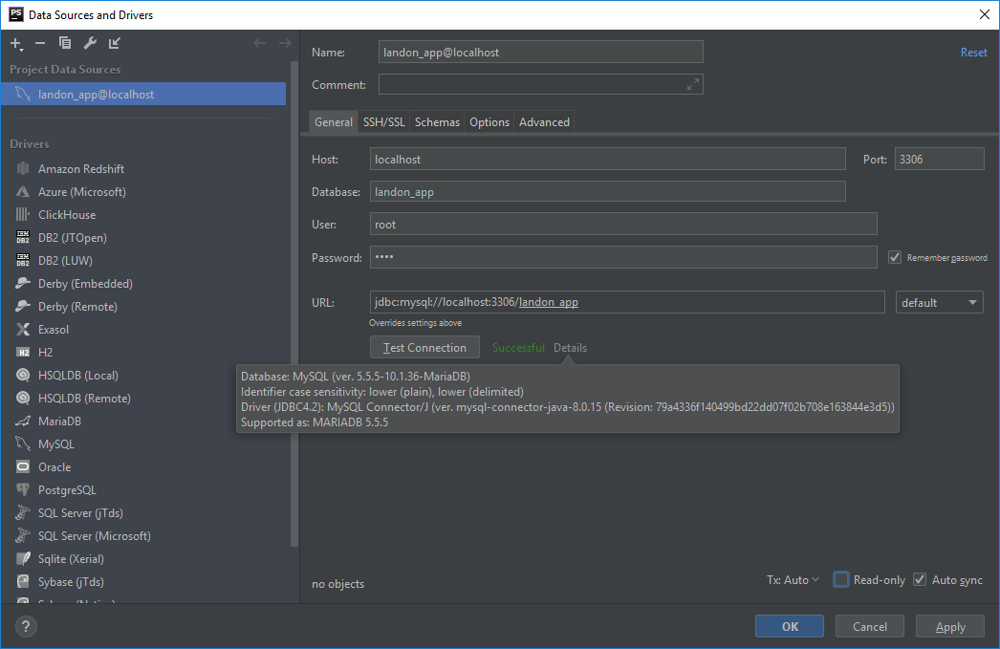 PS Data Sources and Drivers
Project Data Sources
landon_app@localhost
Drivers
Amazon Redshift
Azure (Microsoft)
ClickHouse
IBM DB2 DB2 (JTOpen)
IBM DB2 DB2 (LUW)
Derby (Embedded)
Derby (Remote)
Exasol
H2 H2
HSQLDB (Local)
HSQLDB (Remote)
MariaDB
MySQL
Oracle
PostgreSQL
SQL Server (jTds)
SQL Server (Microsoft)
Sqlite (Xerial)
Sybase (jTds)
Name: landon_app@localhost Reset
Comment:
General SSH/SSL Schemas Options Advanced
Host: localhost Port: 3306
Database: landon_app
User: root
Password: •••• Remember password
URL: jdbc:mysql://localhost:3306/landon_app default
Overrides settings above
Test Connection Successful Details
Database: MySQL (ver. 5.5.5-10.1.36-MariaDB)
Identifier case sensitivity: lower (plain), lower (delimited)
Driver (JDBC4.2): MySQL Connector/J (ver. mysql-connector-java-8.0.15 (Revision: 79a4336f140499bd22dd07f02b708e163844e3d5))
Supported as: MARIADB 5.5.5
no objects Tx: Auto Read-only Auto sync
? OK Cancel Apply